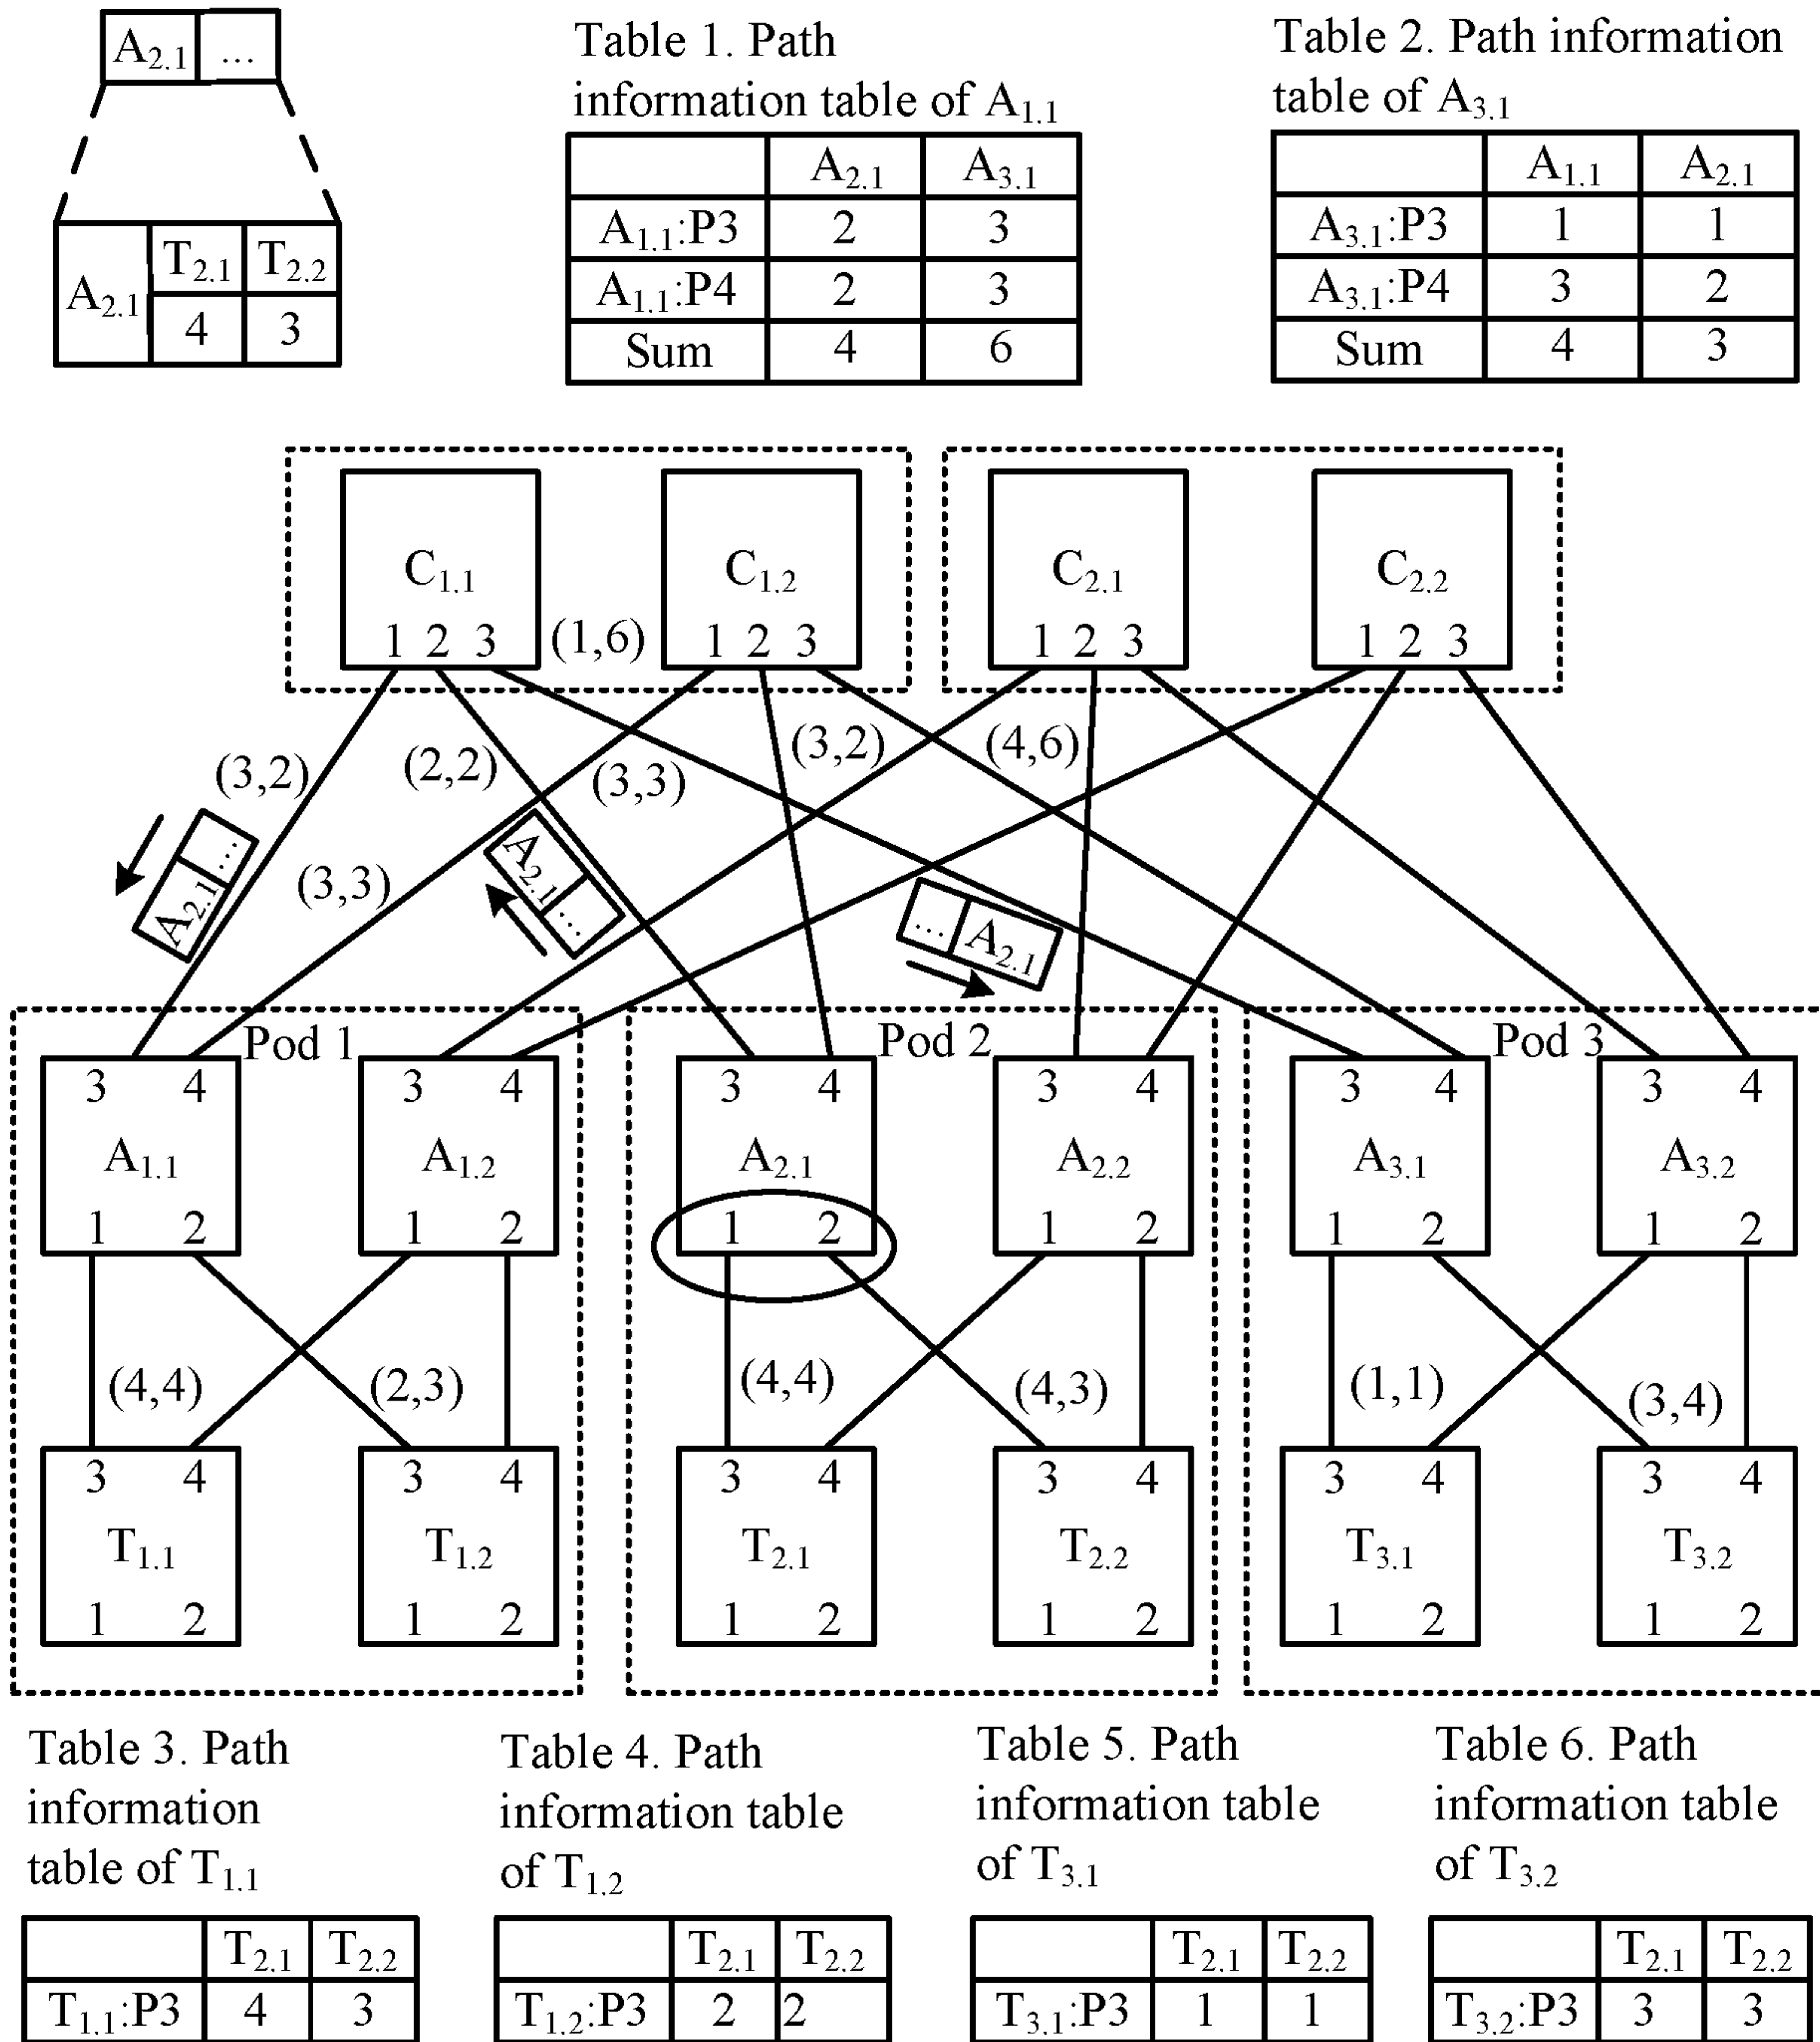 A2.1 ...
A2.1 T2.1 T2.2
4 3
Table 1. Path
information table of A1.1
A2.1 A3.1
A1.1:P3 2 3
A1.1:P4 2 3
Sum 4 6
Table 2. Path information
table of A3.1
A1.1 A2.1
A3.1:P3 1 1
A3.1:P4 3 2
Sum 4 3
C1.1 C1.2 C2.1 C2.2
1 2 3 (1,6) 1 2 3 1 2 3 1 2 3
(3,2) (2,2) (3,3) (3,2) (4,6)
A2.1 ...
(3,3)
A2.1 ...
... A2.1
Pod 1 Pod 2 Pod 3
3 4 3 4 3 4 3 4 3 4 3 4
A1.1 A1.2 A2.1 A2.2 A3.1 A3.2
1 2 1 2 1 2 1 2 1 2 1 2
(4,4) (2,3) (4,4) (4,3) (1,1) (3,4)
3 4 3 4 3 4 3 4 3 4 3 4
T1.1 T1.2 T2.1 T2.2 T3.1 T3.2
1 2 1 2 1 2 1 2 1 2 1 2
Table 3. Path
information
table of T1.1
T2.1 T2.2
T1.1:P3 4 3
Table 4. Path
information table
of T1.2
T2.1 T2.2
T1.2:P3 2 2
Table 5. Path
information table
of T3.1
T2.1 T2.2
T3.1:P3 1 1
Table 6. Path
information table
of T3.2
T2.1 T2.2
T3.2:P3 3 3